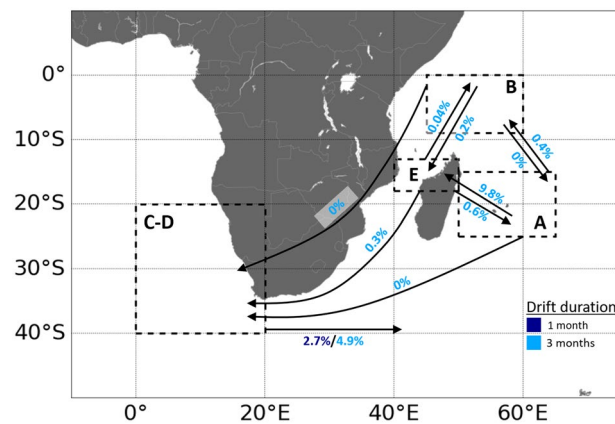 0°
10°S
20°S
30°S
40°S
0°
20°E
40°E
60°E
B
0.04%
0.2%
0.4%
0%
E
9.8%
0.6%
A
C-D
0%
0.3%
0%
2.7%/4.9%
Drift duration
1 month
3 months